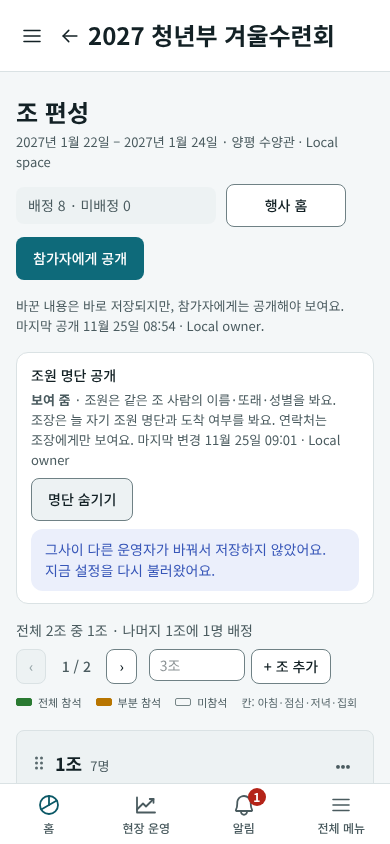 2027 청년부 겨울수련회
조 편성
2027년 1월 22일 – 2027년 1월 24일 · 양평 수양관 · Local
space
배정 8 · 미배정 0
행사 홈
참가자에게 공개
바꾼 내용은 바로 저장되지만, 참가자에게는 공개해야 보여요.
마지막 공개 11월 25일 08:54 · Local owner.
조원 명단 공개
보여 줌 · 조원은 같은 조 사람의 이름·또래·성별을 봐요.
조장은 늘 자기 조원 명단과 도착 여부를 봐요. 연락처는
조장에게만 보여요. 마지막 변경 11월 25일 09:01 · Local
owner
명단 숨기기
그사이 다른 운영자가 바꿔서 저장하지 않았어요.
지금 설정을 다시 불러왔어요.
전체 2조 중 1조 · 나머지 1조에 1명 배정
‹ 1 / 2 › 3조 + 조 추가
전체 참석 부분 참석 미참석 칸: 아침·점심·저녁·집회
1조 7명
1
홈 현장 운영 알림 전체 메뉴